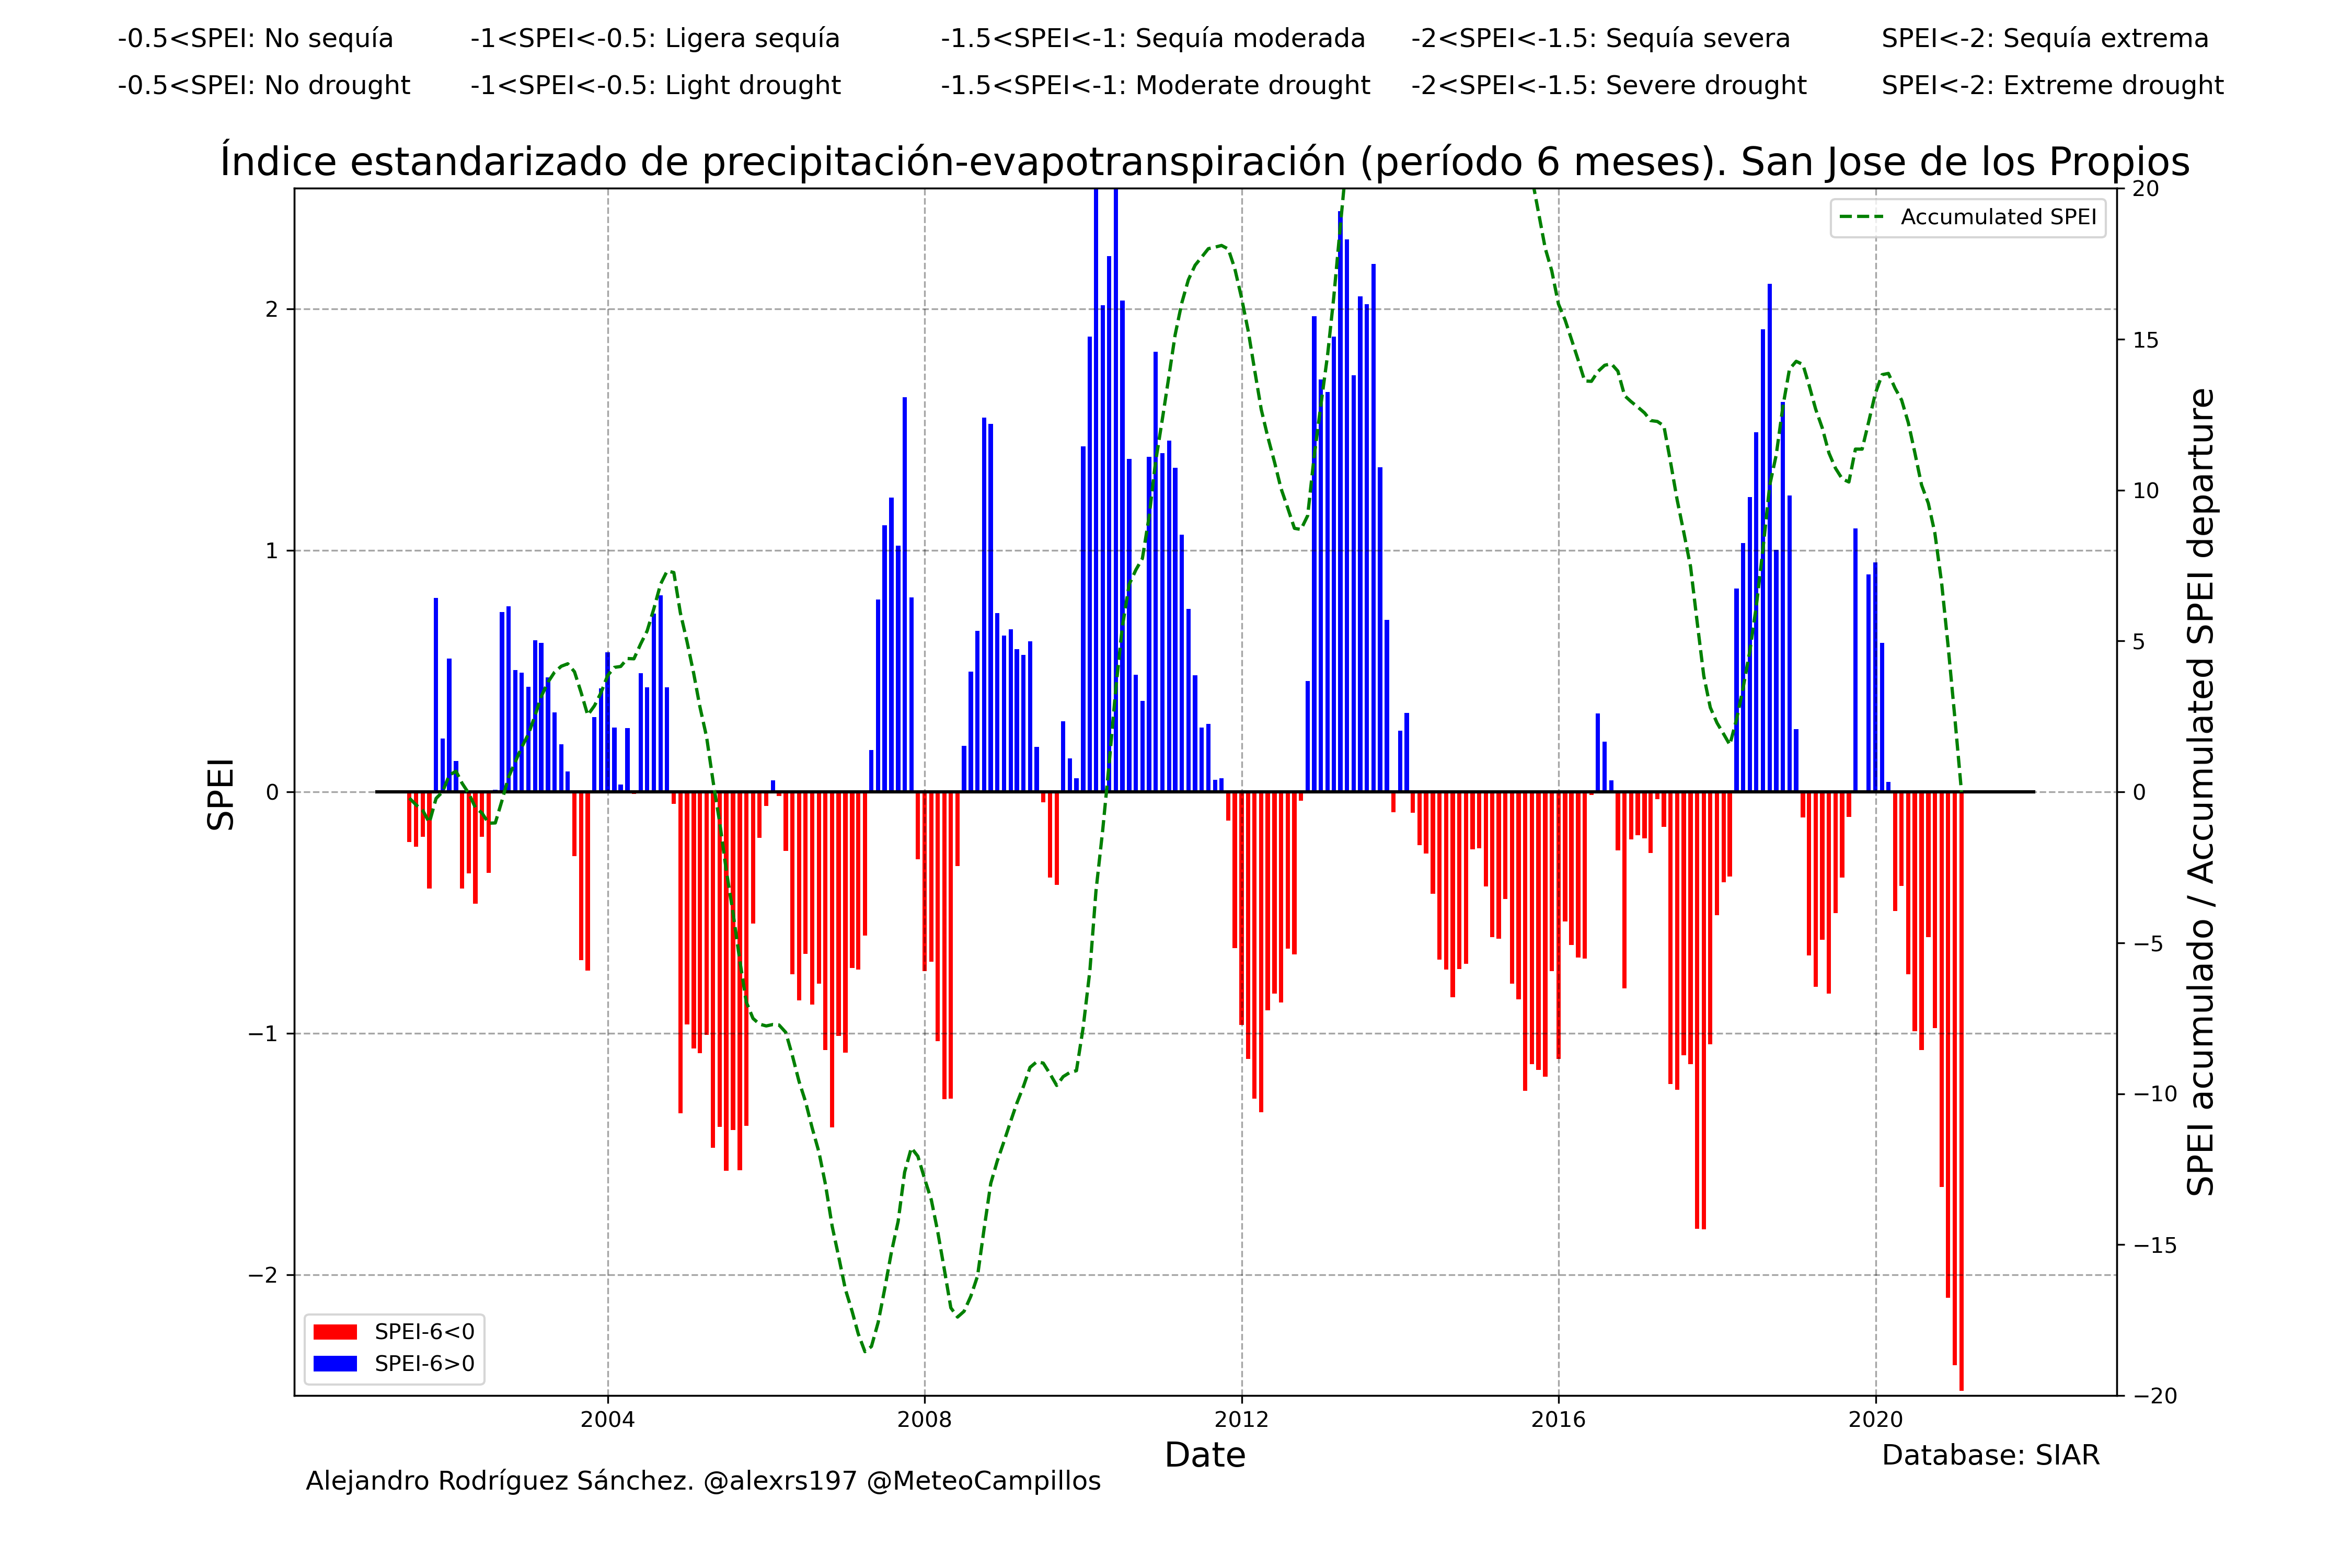 -0.5<SPEI: No sequía -1<SPEI<-0.5: Ligera sequía -1.5<SPEI<-1: Sequía moderada -2<SPEI<-1.5: Sequía severa SPEI<-2: Sequía extrema
-0.5<SPEI: No drought -1<SPEI<-0.5: Light drought -1.5<SPEI<-1: Moderate drought -2<SPEI<-1.5: Severe drought SPEI<-2: Extreme drought
Índice estandarizado de precipitación-evapotranspiración (período 6 meses). San Jose de los Propios
Accumulated SPEI
SPEI
2
1
0
−1
−2
20
15
10
5
0
−5
−10
−15
−20
SPEI acumulado / Accumulated SPEI departure
SPEI-6<0
SPEI-6>0
2004 2008 2012 2016 2020
Date
Database: SIAR
Alejandro Rodríguez Sánchez. @alexrs197 @MeteoCampillos